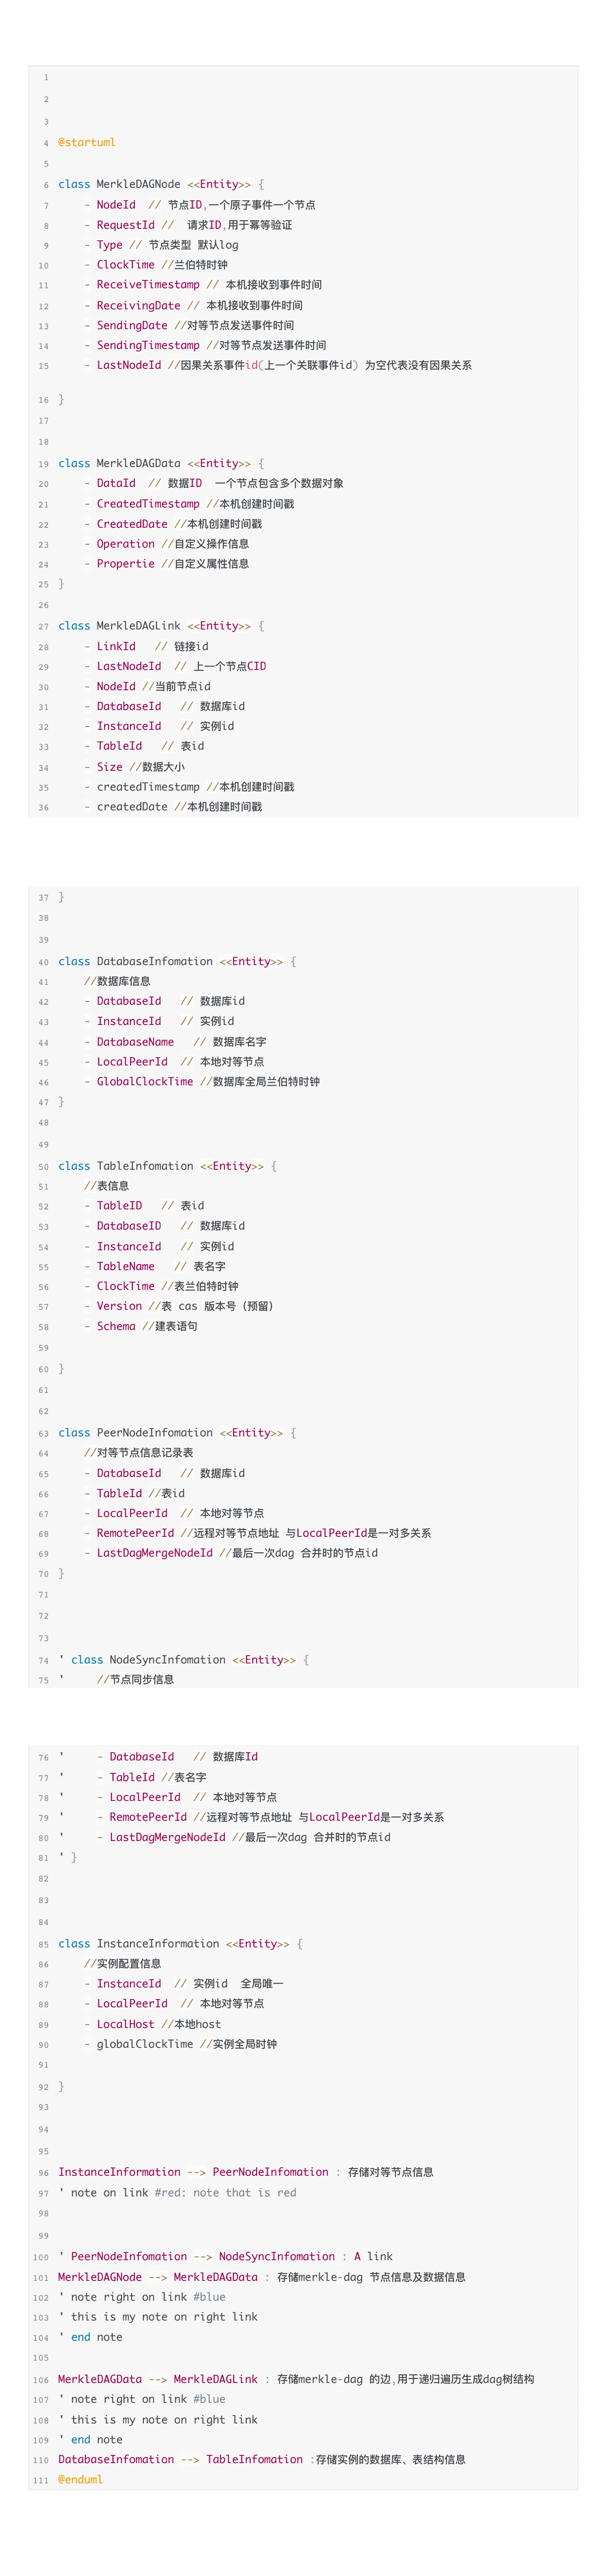 1
2
3
4 @startuml
5
6 class MerkleDAGNode <<Entity>> {
7     - NodeId  // 节点ID,一个原子事件一个节点
8     - RequestId //  请求ID,用于幂等验证
9     - Type // 节点类型 默认log
10     - ClockTime //兰伯特时钟
11     - ReceiveTimestamp // 本机接收到事件时间
12     - ReceivingDate // 本机接收到事件时间
13     - SendingDate //对等节点发送事件时间
14     - SendingTimestamp //对等节点发送事件时间
15     - LastNodeId //因果关系事件id(上一个关联事件id) 为空代表没有因果关系
16 }
17
18
19 class MerkleDAGData <<Entity>> {
20     - DataId  // 数据ID  一个节点包含多个数据对象
21     - CreatedTimestamp //本机创建时间戳
22     - CreatedDate //本机创建时间戳
23     - Operation //自定义操作信息
24     - Propertie //自定义属性信息
25 }
26
27 class MerkleDAGLink <<Entity>> {
28     - LinkId   // 链接id
29     - LastNodeId  // 上一个节点CID
30     - NodeId //当前节点id
31     - DatabaseId   // 数据库id
32     - InstanceId   // 实例id
33     - TableId   // 表id
34     - Size //数据大小
35     - createdTimestamp //本机创建时间戳
36     - createdDate //本机创建时间戳
37 }
38
39
40 class DatabaseInfomation <<Entity>> {
41     //数据库信息
42     - DatabaseId   // 数据库id
43     - InstanceId   // 实例id
44     - DatabaseName   // 数据库名字
45     - LocalPeerId  // 本地对等节点
46     - GlobalClockTime //数据库全局兰伯特时钟
47 }
48
49
50 class TableInfomation <<Entity>> {
51     //表信息
52     - TableID   // 表id
53     - DatabaseID   // 数据库id
54     - InstanceId   // 实例id
55     - TableName   // 表名字
56     - ClockTime //表兰伯特时钟
57     - Version //表 cas 版本号 (预留)
58     - Schema //建表语句
59
60 }
61
62
63 class PeerNodeInfomation <<Entity>> {
64     //对等节点信息记录表
65     - DatabaseId   // 数据库id
66     - TableId //表id
67     - LocalPeerId  // 本地对等节点
68     - RemotePeerId //远程对等节点地址 与LocalPeerId是一对多关系
69     - LastDagMergeNodeId //最后一次dag 合并时的节点id
70 }
71
72
73
74 ' class NodeSyncInfomation <<Entity>> {
75 '     //节点同步信息
76 '     - DatabaseId   // 数据库Id
77 '     - TableId //表名字
78 '     - LocalPeerId  // 本地对等节点
79 '     - RemotePeerId //远程对等节点地址 与LocalPeerId是一对多关系
80 '     - LastDagMergeNodeId //最后一次dag 合并时的节点id
81 ' }
82
83
84
85 class InstanceInformation <<Entity>> {
86     //实例配置信息
87     - InstanceId  // 实例id  全局唯一
88     - LocalPeerId  // 本地对等节点
89     - LocalHost //本地host
90     - globalClockTime //实例全局时钟
91
92 }
93
94
95
96 InstanceInformation --> PeerNodeInfomation : 存储对等节点信息
97 ' note on link #red: note that is red
98
99
100 ' PeerNodeInfomation --> NodeSyncInfomation : A link
101 MerkleDAGNode --> MerkleDAGData : 存储merkle-dag 节点信息及数据信息
102 ' note right on link #blue
103 ' this is my note on right link
104 ' end note
105
106 MerkleDAGData --> MerkleDAGLink : 存储merkle-dag 的边,用于递归遍历生成dag树结构
107 ' note right on link #blue
108 ' this is my note on right link
109 ' end note
110 DatabaseInfomation --> TableInfomation :存储实例的数据库、表结构信息
111 @enduml